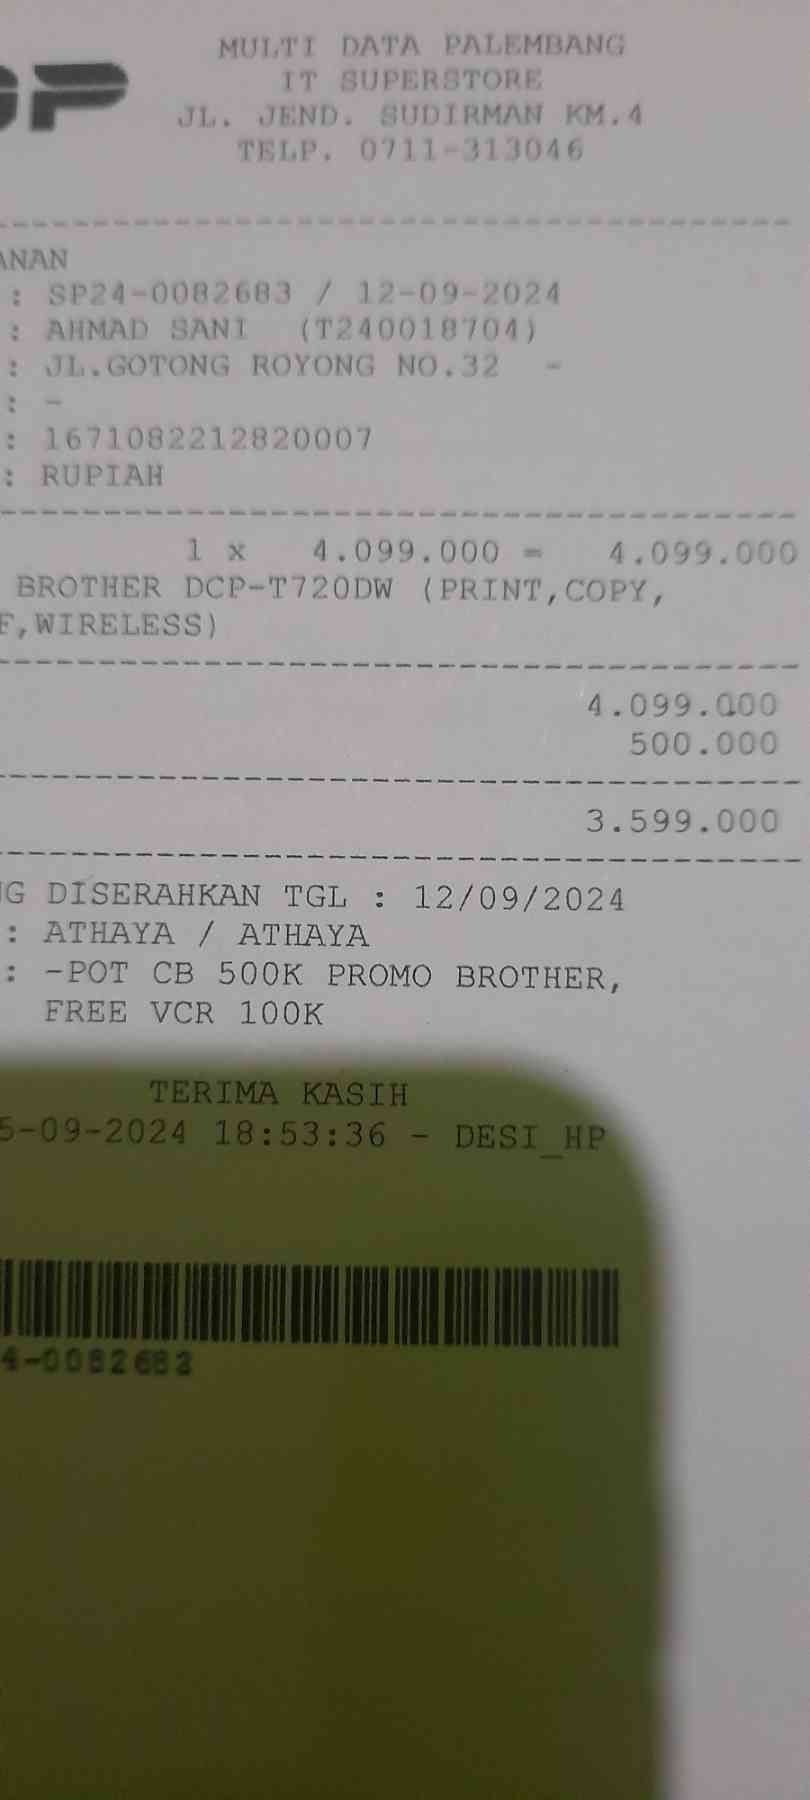 DP
MULTI DATA PALEMBANG
IT SUPERSTORE
JL. JEND. SUDIRMAN KM.4
TELP. 0711-313046
ANAN
: SP24-0082683 / 12-09-2024
: AHMAD SANI (T240018704)
: JL.GOTONG ROYONG NO.32 -
: -
: 1671082212820007
: RUPIAH
1 x 4.099.000 = 4.099.000
BROTHER DCP-T720DW (PRINT,COPY,
F,WIRELESS)
4.099.000
500.000
3.599.000
G DISERAHKAN TGL : 12/09/2024
: ATHAYA / ATHAYA
: -POT CB 500K PROMO BROTHER,
FREE VCR 100K
TERIMA KASIH
5-09-2024 18:53:36 - DESI_HP
4-0082683